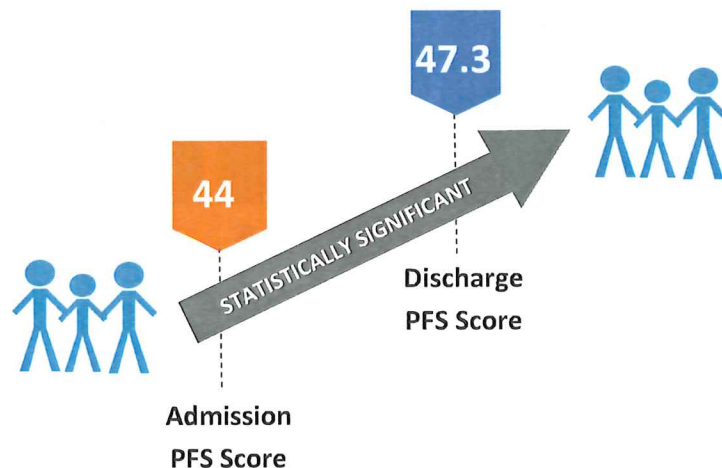 47.3
44
STATISTICALLY SIGNIFICANT
Discharge
PFS Score
Admission
PFS Score